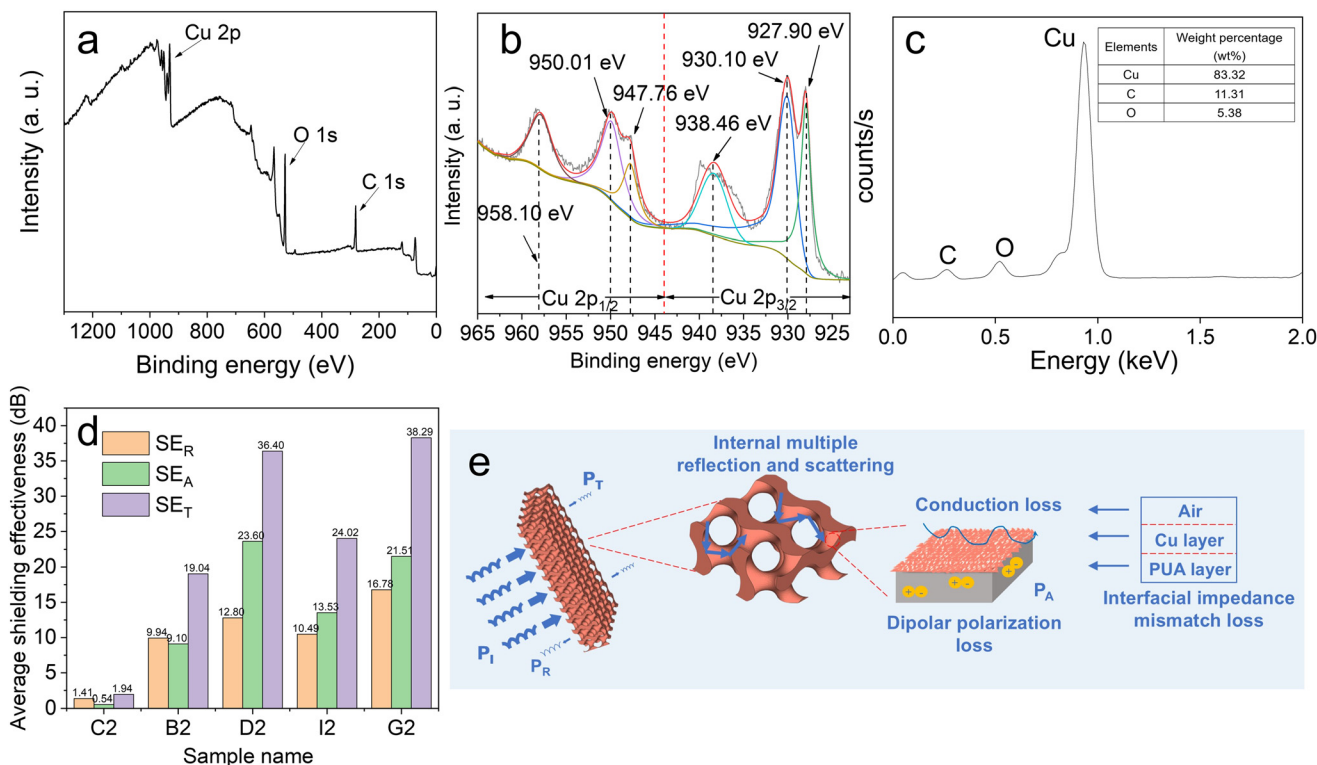 a
Cu 2p
O 1s
C 1s
Intensity (a. u.)
1200 1000 800 600 400 200 0
Binding energy (eV)
b
927.90 eV
930.10 eV
950.01 eV
947.76 eV
938.46 eV
958.10 eV
Cu 2p1/2
Cu 2p3/2
Intensity (a. u.)
965 960 955 950 945 940 935 930 925
Binding energy (eV)
c
Cu
C
O
Elements Weight percentage (wt%)
Cu 83.32
C 11.31
O 5.38
counts/s
0.0 0.5 1.0 1.5 2.0
Energy (keV)
d
SER
SEA
SET
Average shielding effectiveness (dB)
40
35
30
25
20
15
10
5
0
1.41 0.54 1.94
9.94 9.10 19.04
12.80 23.60 36.40
10.49 13.53 24.02
16.78 21.51 38.29
C2 B2 D2 I2 G2
Sample name
e
Internal multiple
reflection and scattering
PT
PI
PR
Conduction loss
PA
Dipolar polarization
loss
Air
Cu layer
PUA layer
Interfacial impedance
mismatch loss